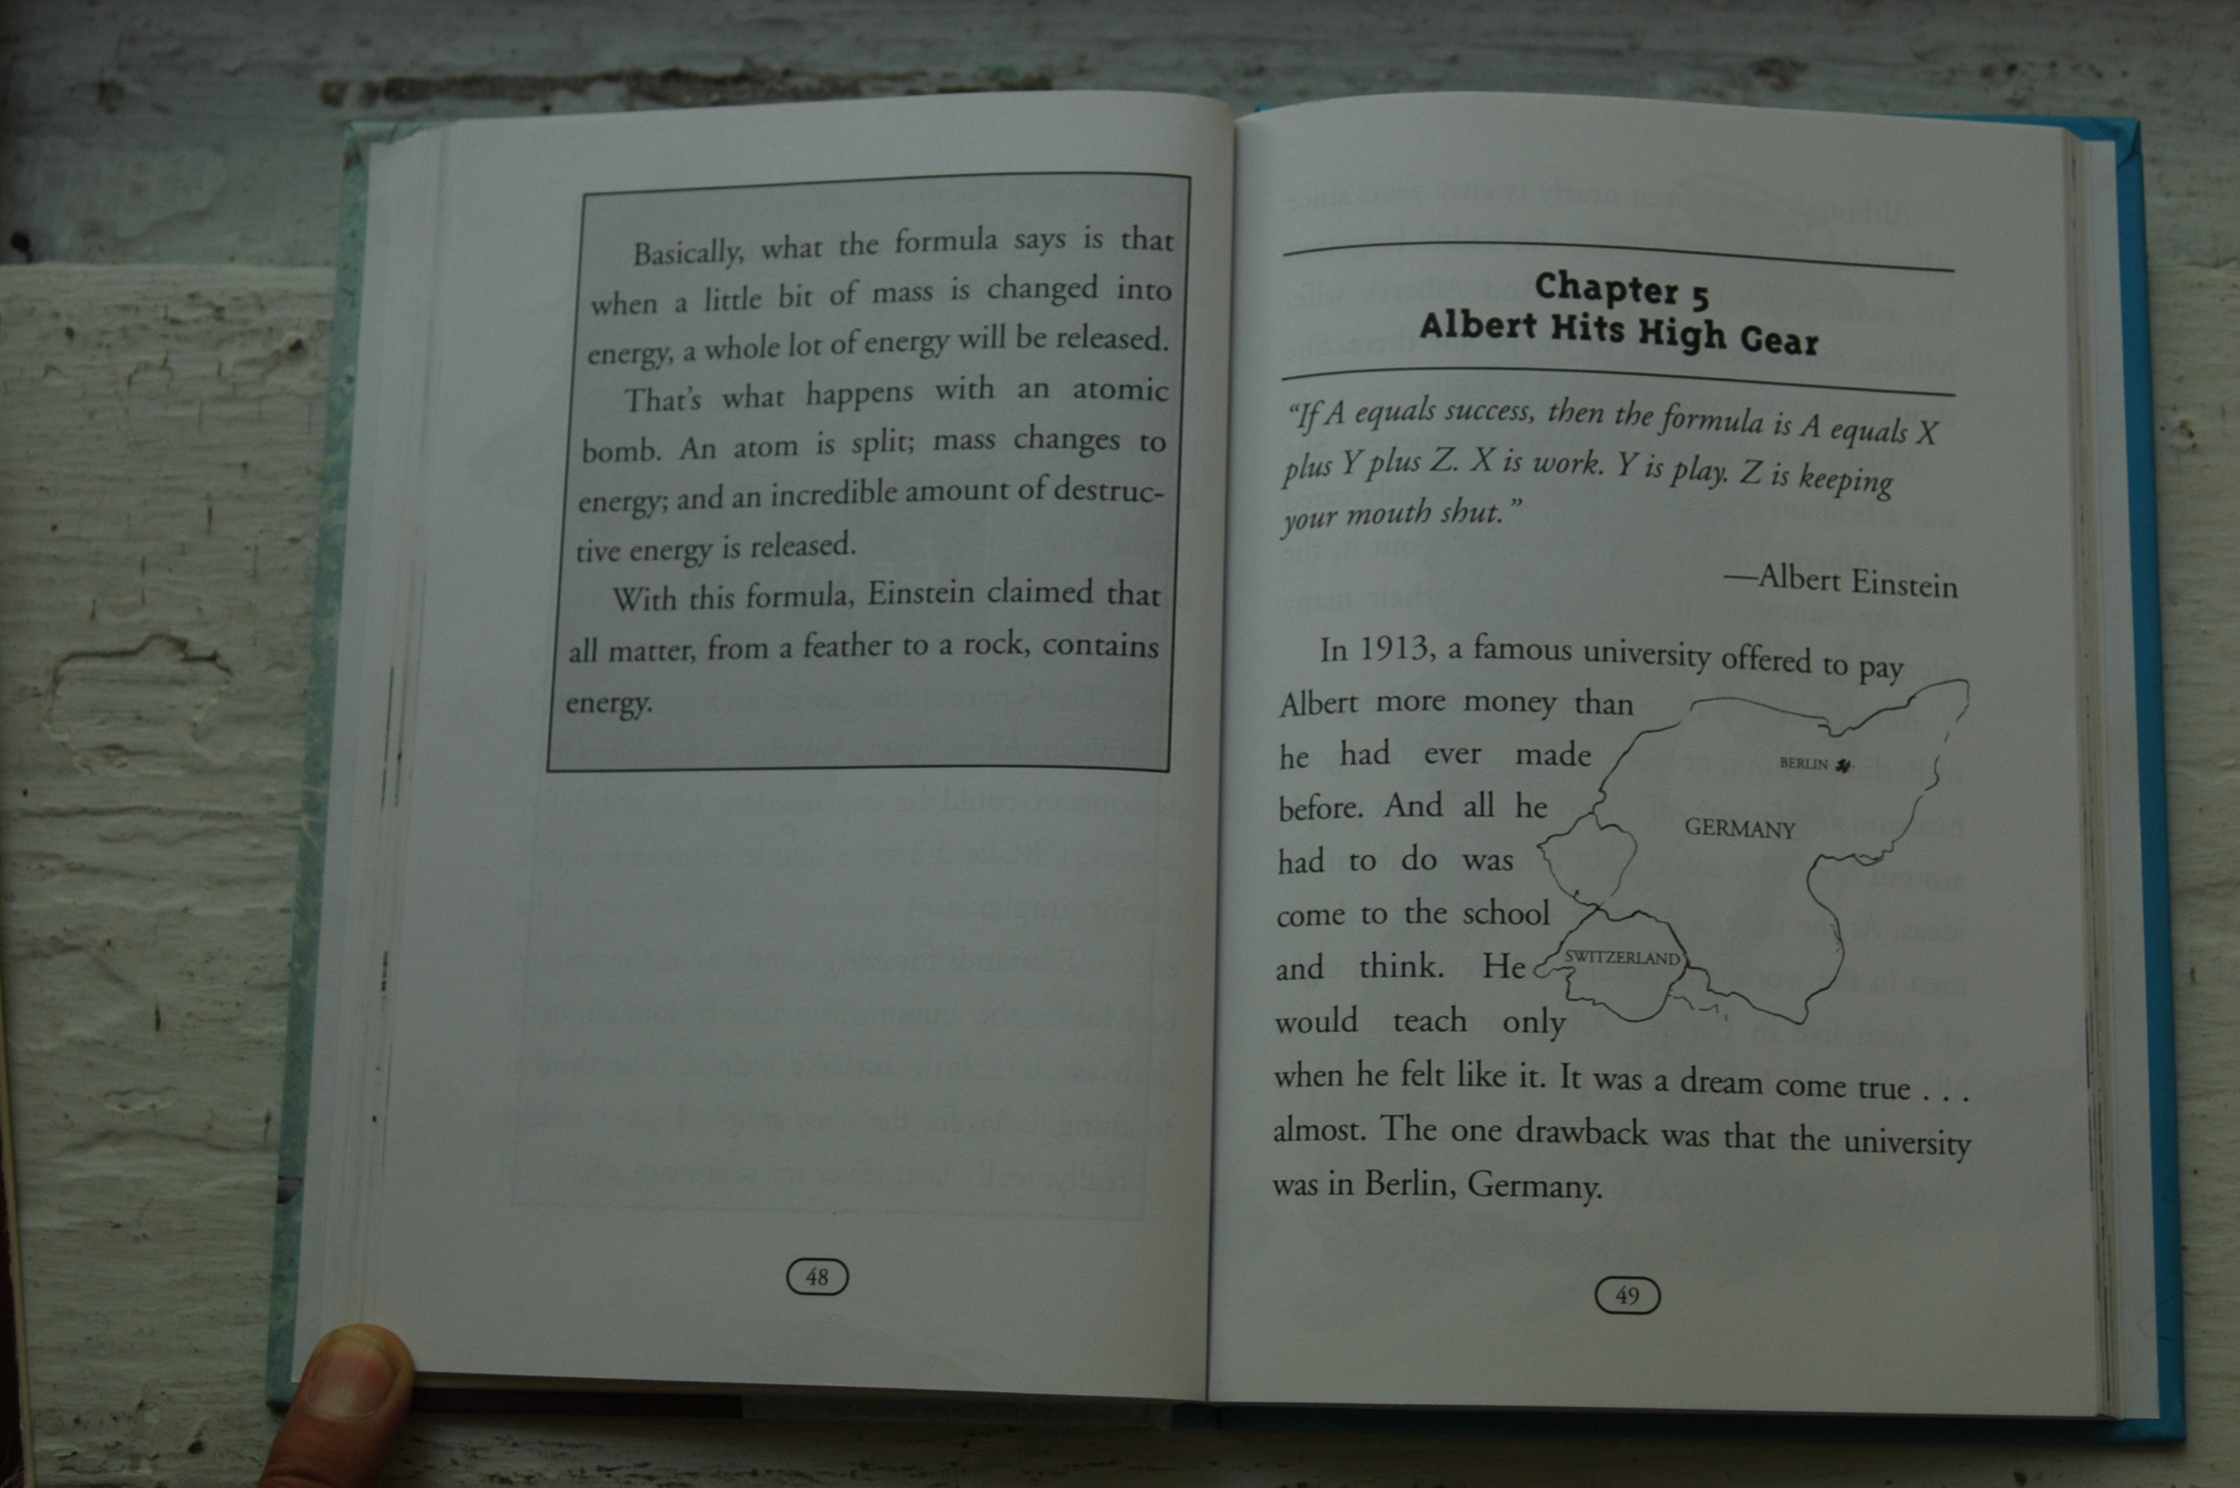 Basically, what the formula says is that
when a little bit of mass is changed into
energy, a whole lot of energy will be released.
That's what happens with an atomic
bomb. An atom is split; mass changes to
energy; and an incredible amount of destruc-
tive energy is released.
With this formula, Einstein claimed that
all matter, from a feather to a rock, contains
energy.
48
Chapter 5
Albert Hits High Gear
“If A equals success, then the formula is A equals X
plus Y plus Z. X is work. Y is play. Z is keeping
your mouth shut.”
—Albert Einstein
In 1913, a famous university offered to pay
Albert more money than
he had ever made
before. And all he
had to do was
come to the school
and think. He
would teach only
when he felt like it. It was a dream come true . . .
almost. The one drawback was that the university
was in Berlin, Germany.
BERLIN
GERMANY
SWITZERLAND
49